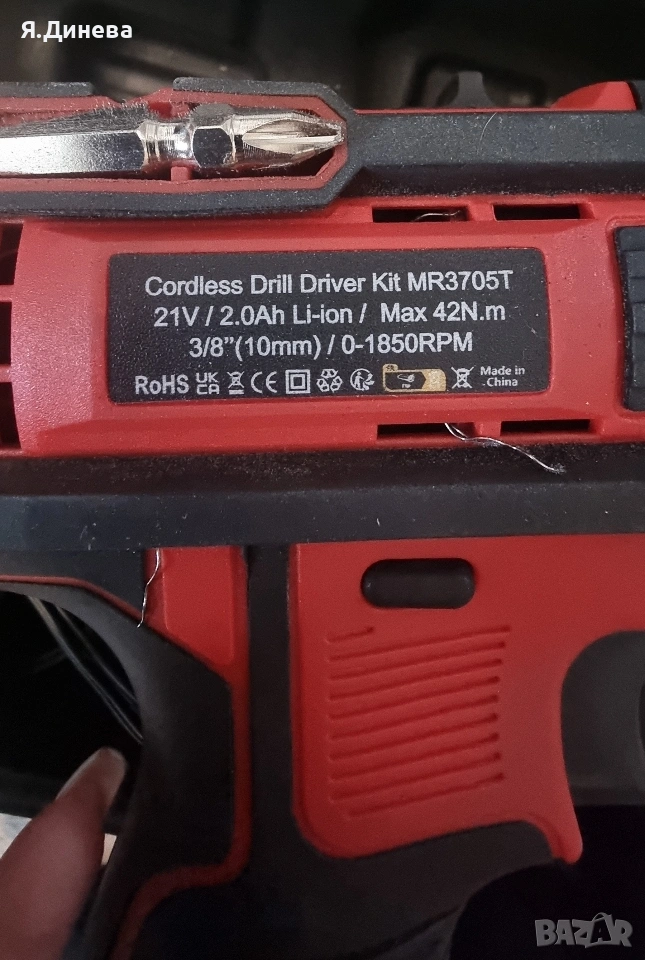 Я.Динева
Cordless Drill Driver Kit MR3705T
21V / 2.0Ah Li-ion / Max 42N.m
3/8"(10mm) / 0-1850RPM
RoHS UK CA CE Made in
China
BAZAR